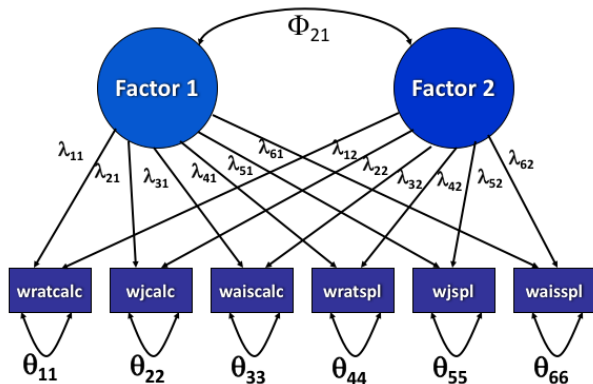 Φ₂₁
Factor 1
Factor 2
λ₁₁
λ₂₁
λ₃₁
λ₄₁
λ₅₁
λ₆₁
λ₁₂
λ₂₂
λ₃₂
λ₄₂
λ₅₂
λ₆₂
wratcalc
wjcalc
waiscalc
wratspl
wjspl
waisspl
θ₁₁
θ₂₂
θ₃₃
θ₄₄
θ₅₅
θ₆₆